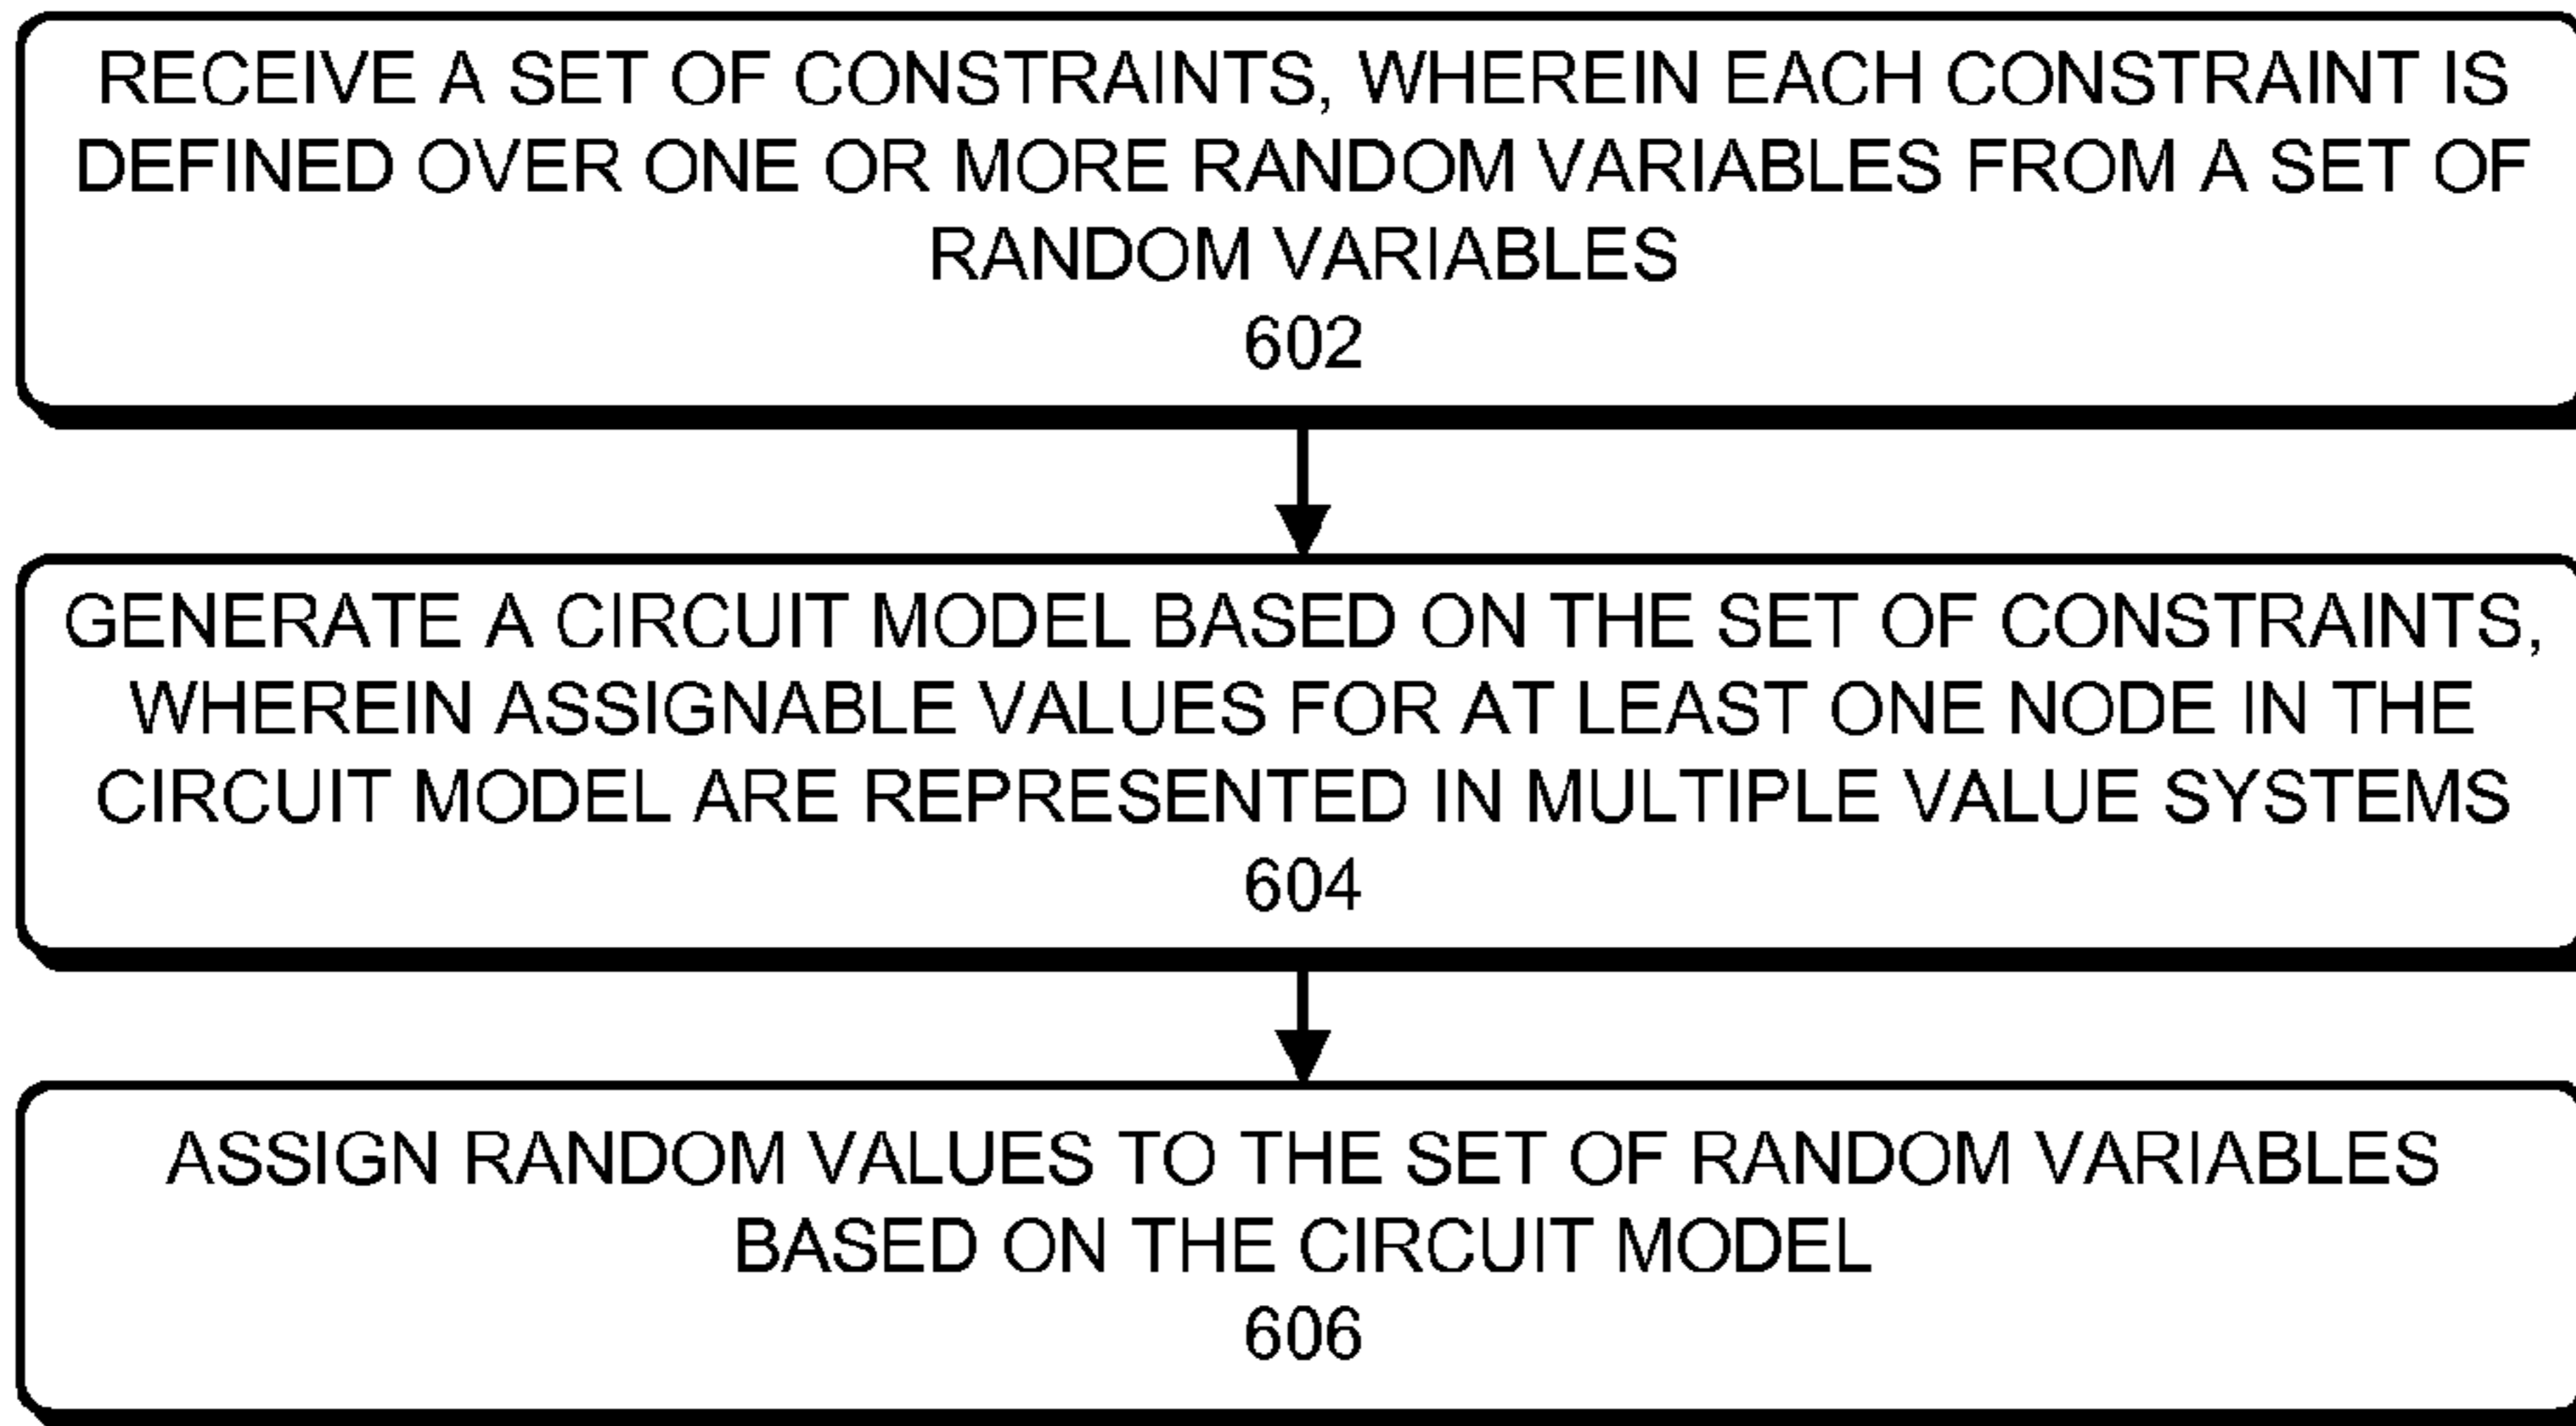 RECEIVE A SET OF CONSTRAINTS, WHEREIN EACH CONSTRAINT IS
DEFINED OVER ONE OR MORE RANDOM VARIABLES FROM A SET OF
RANDOM VARIABLES
602
GENERATE A CIRCUIT MODEL BASED ON THE SET OF CONSTRAINTS,
WHEREIN ASSIGNABLE VALUES FOR AT LEAST ONE NODE IN THE
CIRCUIT MODEL ARE REPRESENTED IN MULTIPLE VALUE SYSTEMS
604
ASSIGN RANDOM VALUES TO THE SET OF RANDOM VARIABLES
BASED ON THE CIRCUIT MODEL
606